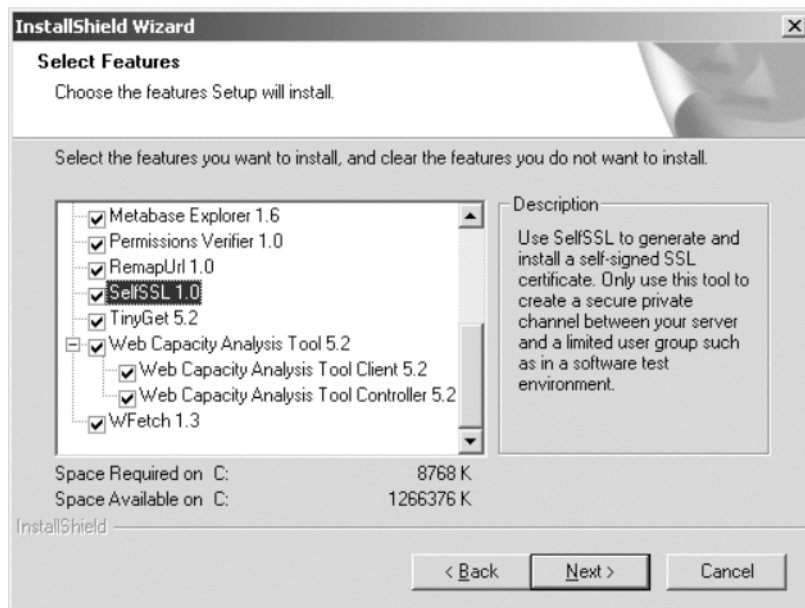 InstallShield Wizard
Select Features
Choose the features Setup will install.
Select the features you want to install, and clear the features you do not want to install.
Metabase Explorer 1.6
Permissions Verifier 1.0
RemapUrl 1.0
SelfSSL 1.0
TinyGet 5.2
Web Capacity Analysis Tool 5.2
Web Capacity Analysis Tool Client 5.2
Web Capacity Analysis Tool Controller 5.2
WFetch 1.3
Description
Use SelfSSL to generate and
install a self-signed SSL
certificate. Only use this tool to
create a secure private
channel between your server
and a limited user group such
as in a software test
environment.
Space Required on C: 8768 K
Space Available on C: 1266376 K
InstallShield
< Back
Next >
Cancel